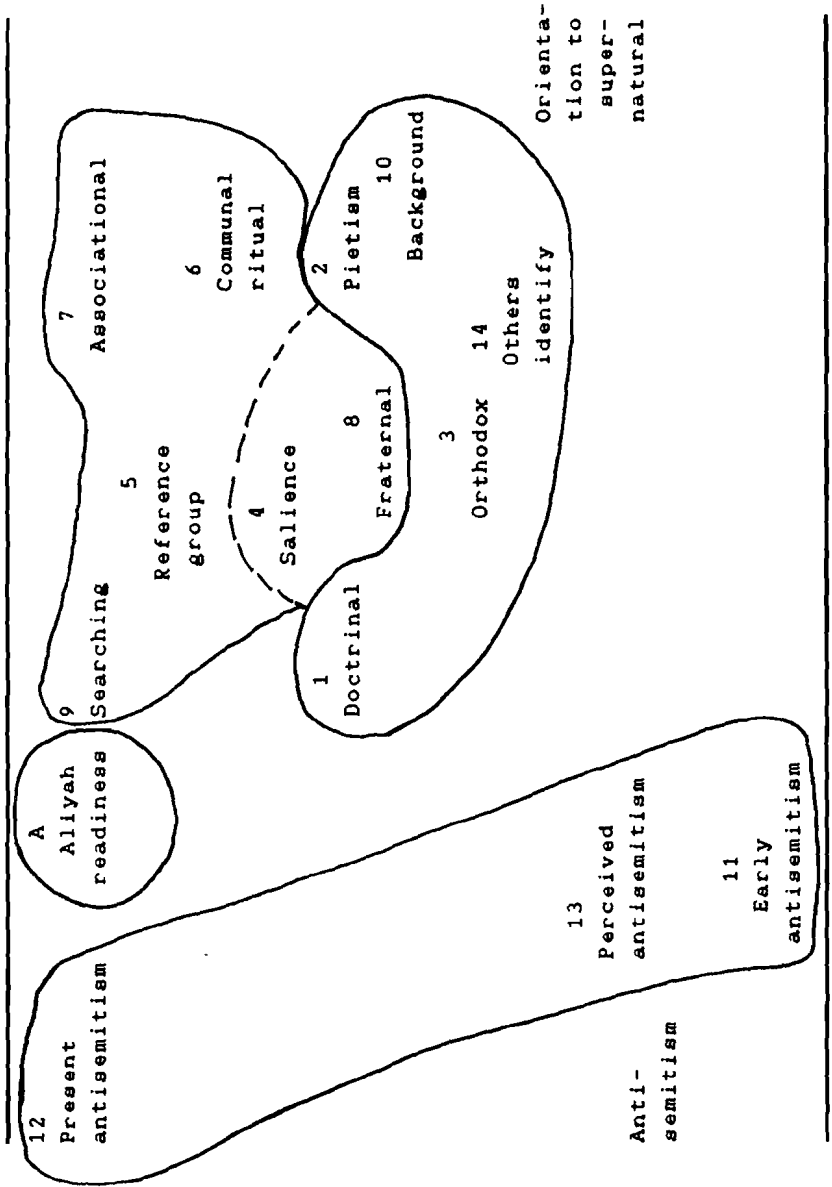 12
Present
antisemitism
A
Aliyah
readiness
9
Searching
7
Associational
5
Reference
group
6
Communal
ritual
4
Salience
1
Doctrinal
2
Pietism
8
Fraternal
10
Background
3
Orthodox
14
Others
identify
Orienta-
tion to
super-
natural
13
Perceived
antisemitism
Anti-
semitism
11
Early
antisemitism